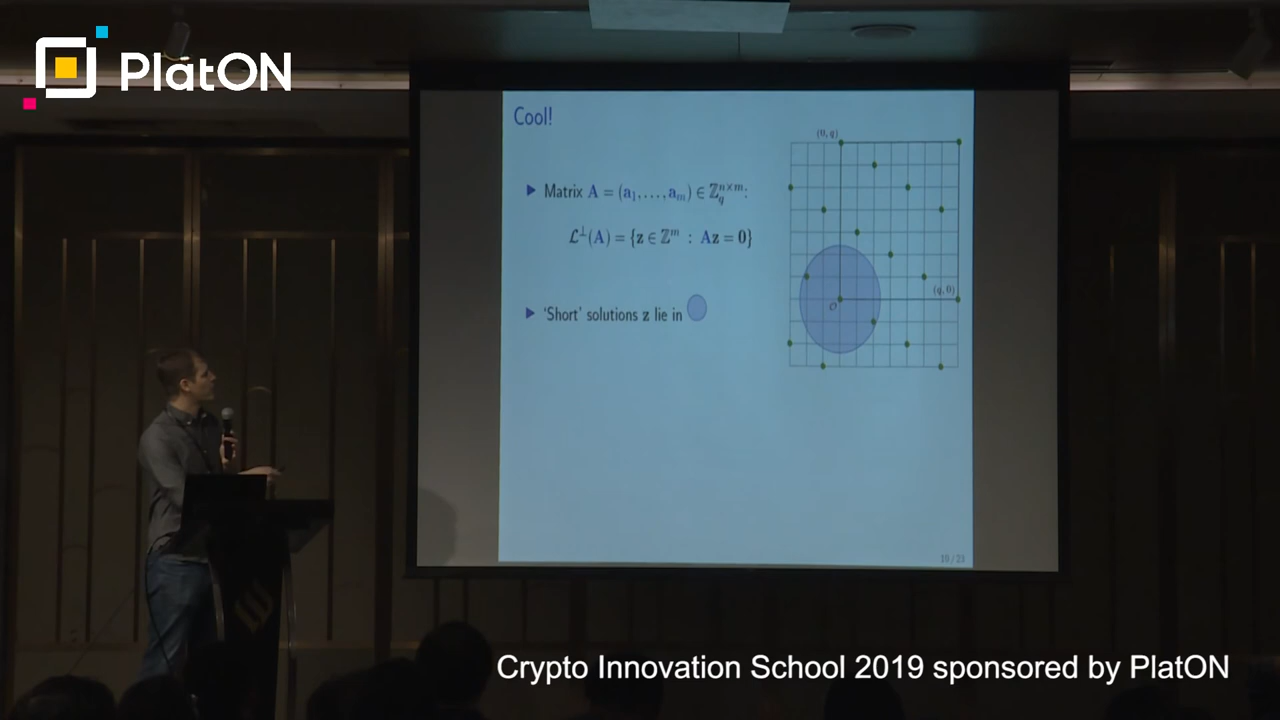 PlatON
Cool!
Matrix A = (a₁, . . . , aₘ) ∈ ℤ_q^{n×m}:
ℒ^⊥(A) = {z ∈ ℤ^m : Az = 0}
'Short' solutions z lie in
(0, q)
(q, 0)
O
10 / 23
Crypto Innovation School 2019 sponsored by PlatON